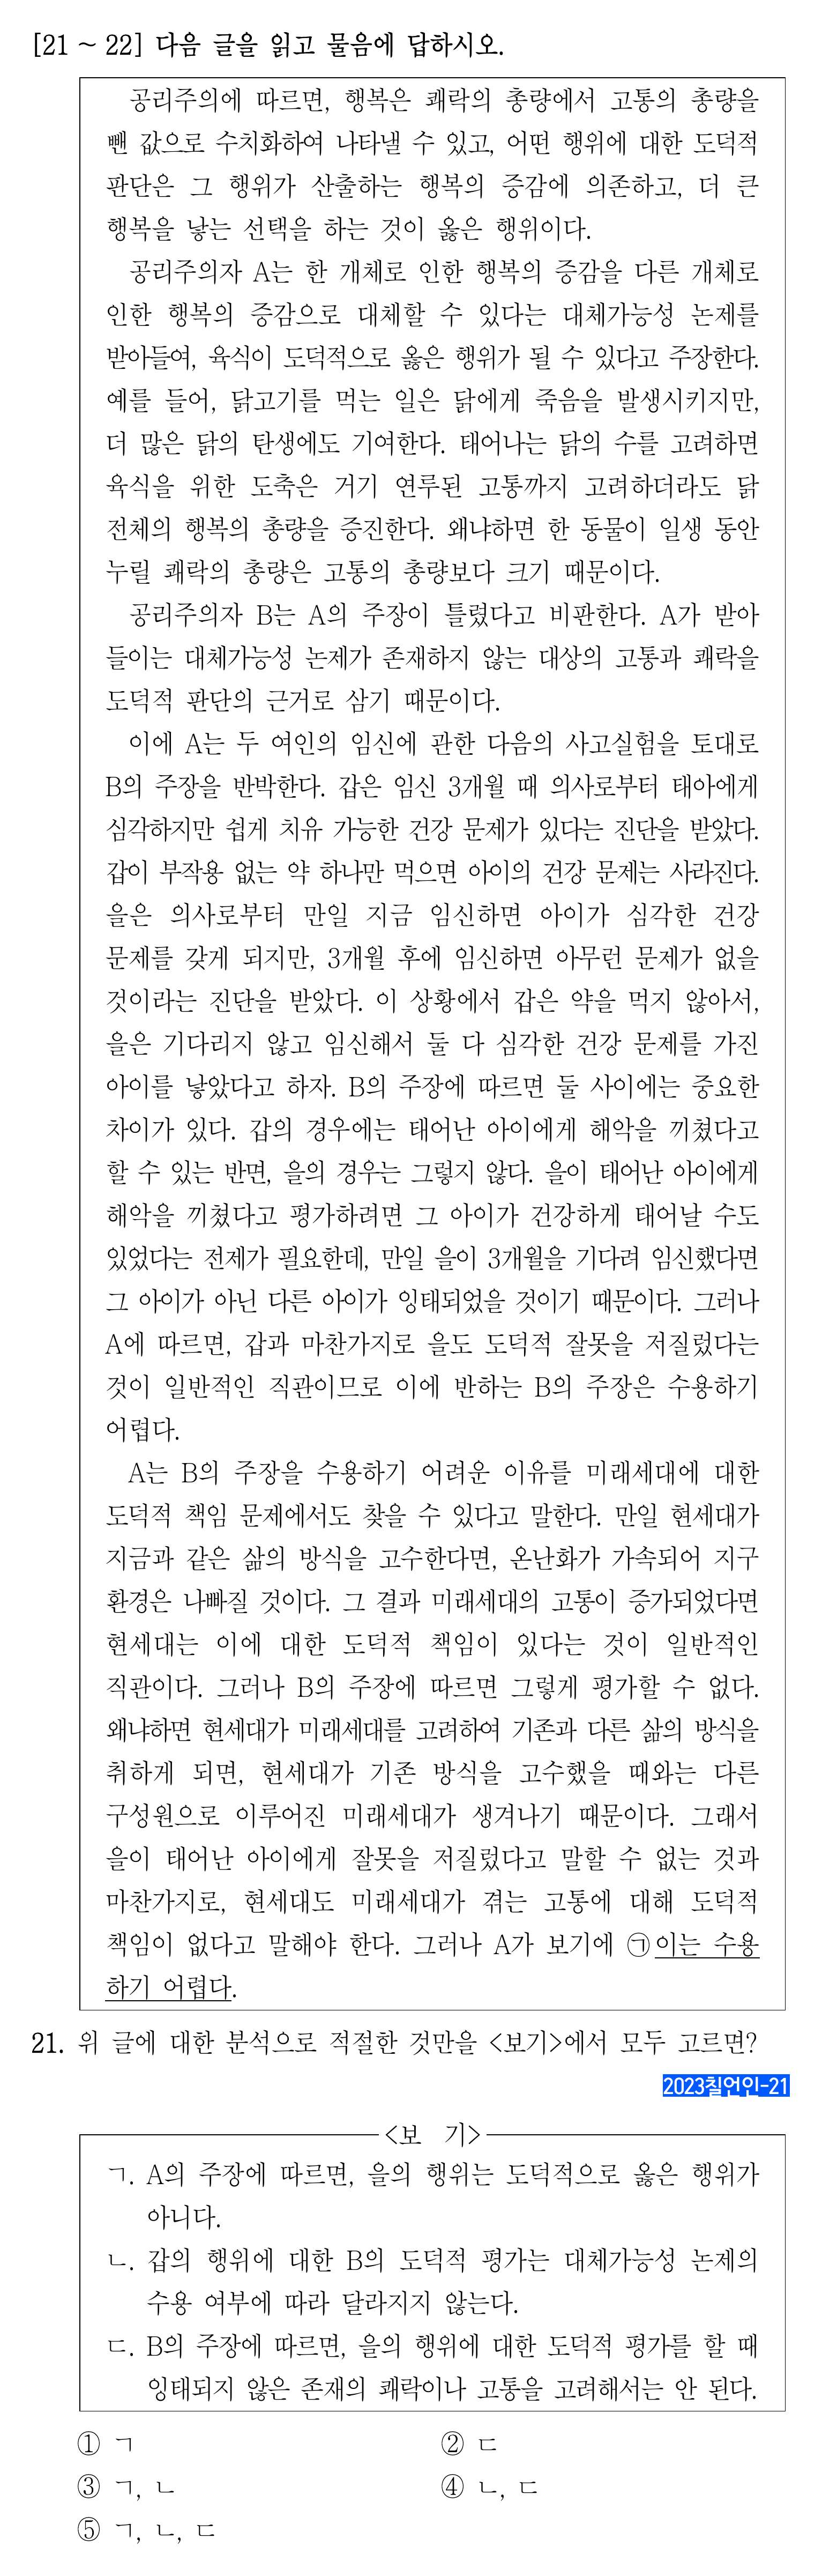 [21 ~ 22] 다음 글을 읽고 물음에 답하시오.
공리주의에 따르면, 행복은 쾌락의 총량에서 고통의 총량을
뺀 값으로 수치화하여 나타낼 수 있고, 어떤 행위에 대한 도덕적
판단은 그 행위가 산출하는 행복의 증감에 의존하고, 더 큰
행복을 낳는 선택을 하는 것이 옳은 행위이다.
공리주의자 A는 한 개체로 인한 행복의 증감을 다른 개체로
인한 행복의 증감으로 대체할 수 있다는 대체가능성 논제를
받아들여, 육식이 도덕적으로 옳은 행위가 될 수 있다고 주장한다.
예를 들어, 닭고기를 먹는 일은 닭에게 죽음을 발생시키지만,
더 많은 닭의 탄생에도 기여한다. 태어나는 닭의 수를 고려하면
육식을 위한 도축은 거기 연루된 고통까지 고려하더라도 닭
전체의 행복의 총량을 증진한다. 왜냐하면 한 동물이 일생 동안
누릴 쾌락의 총량은 고통의 총량보다 크기 때문이다.
공리주의자 B는 A의 주장이 틀렸다고 비판한다. A가 받아
들이는 대체가능성 논제가 존재하지 않는 대상의 고통과 쾌락을
도덕적 판단의 근거로 삼기 때문이다.
이에 A는 두 여인의 임신에 관한 다음의 사고실험을 토대로
B의 주장을 반박한다. 갑은 임신 3개월 때 의사로부터 태아에게
심각하지만 쉽게 치유 가능한 건강 문제가 있다는 진단을 받았다.
갑이 부작용 없는 약 하나만 먹으면 아이의 건강 문제는 사라진다.
을은 의사로부터 만일 지금 임신하면 아이가 심각한 건강
문제를 갖게 되지만, 3개월 후에 임신하면 아무런 문제가 없을
것이라는 진단을 받았다. 이 상황에서 갑은 약을 먹지 않아서,
을은 기다리지 않고 임신해서 둘 다 심각한 건강 문제를 가진
아이를 낳았다고 하자. B의 주장에 따르면 둘 사이에는 중요한
차이가 있다. 갑의 경우에는 태어난 아이에게 해악을 끼쳤다고
할 수 있는 반면, 을의 경우는 그렇지 않다. 을이 태어난 아이에게
해악을 끼쳤다고 평가하려면 그 아이가 건강하게 태어날 수도
있었다는 전제가 필요한데, 만일 을이 3개월을 기다려 임신했다면
그 아이가 아닌 다른 아이가 잉태되었을 것이기 때문이다. 그러나
A에 따르면, 갑과 마찬가지로 을도 도덕적 잘못을 저질렀다는
것이 일반적인 직관이므로 이에 반하는 B의 주장은 수용하기
어렵다.
A는 B의 주장을 수용하기 어려운 이유를 미래세대에 대한
도덕적 책임 문제에서도 찾을 수 있다고 말한다. 만일 현세대가
지금과 같은 삶의 방식을 고수한다면, 온난화가 가속되어 지구
환경은 나빠질 것이다. 그 결과 미래세대의 고통이 증가되었다면
현세대는 이에 대한 도덕적 책임이 있다는 것이 일반적인
직관이다. 그러나 B의 주장에 따르면 그렇게 평가할 수 없다.
왜냐하면 현세대가 미래세대를 고려하여 기존과 다른 삶의 방식을
취하게 되면, 현세대가 기존 방식을 고수했을 때와는 다른
구성원으로 이루어진 미래세대가 생겨나기 때문이다. 그래서
을이 태어난 아이에게 잘못을 저질렀다고 말할 수 없는 것과
마찬가지로, 현세대도 미래세대가 겪는 고통에 대해 도덕적
책임이 없다고 말해야 한다. 그러나 A가 보기에 ㉠이는 수용
하기 어렵다.
21. 위 글에 대한 분석으로 적절한 것만을 <보기>에서 모두 고르면?
2023칠언인-21
<보 기>
ㄱ. A의 주장에 따르면, 을의 행위는 도덕적으로 옳은 행위가
아니다.
ㄴ. 갑의 행위에 대한 B의 도덕적 평가는 대체가능성 논제의
수용 여부에 따라 달라지지 않는다.
ㄷ. B의 주장에 따르면, 을의 행위에 대한 도덕적 평가를 할 때
잉태되지 않은 존재의 쾌락이나 고통을 고려해서는 안 된다.
① ㄱ ② ㄷ
③ ㄱ, ㄴ ④ ㄴ, ㄷ
⑤ ㄱ, ㄴ, ㄷ